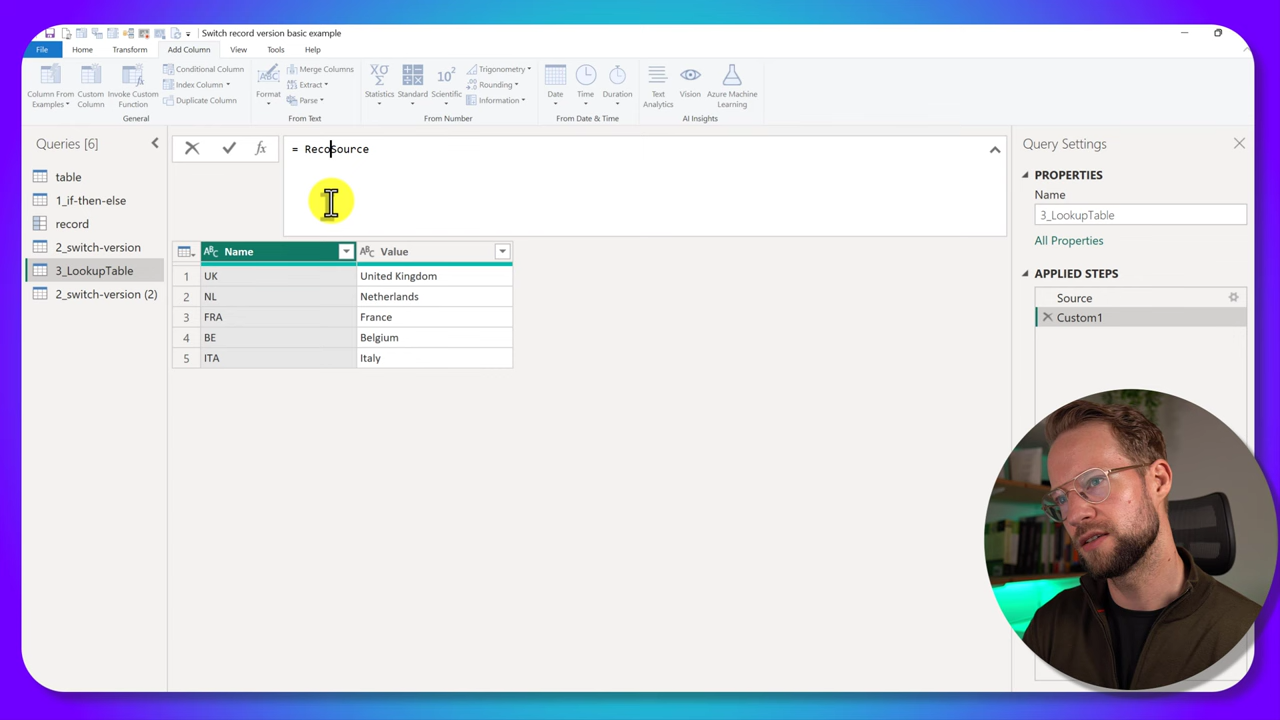 Switch record version basic example
File Home Transform Add Column View Tools Help
Column From Examples
Custom Column
Invoke Custom Function
Conditional Column
Index Column
Duplicate Column
General
Format
Merge Columns
Extract
Parse
From Text
Statistics
Standard
Scientific
Trigonometry
Rounding
Information
From Number
Date
Time
Duration
From Date & Time
Text Analytics
Vision
Azure Machine Learning
AI Insights
Queries [6]
table
1_if-then-else
record
2_switch-version
3_LookupTable
2_switch-version (2)
= RecoSource
Name Value
1 UK United Kingdom
2 NL Netherlands
3 FRA France
4 BE Belgium
5 ITA Italy
Query Settings
PROPERTIES
Name
3_LookupTable
All Properties
APPLIED STEPS
Source
Custom1